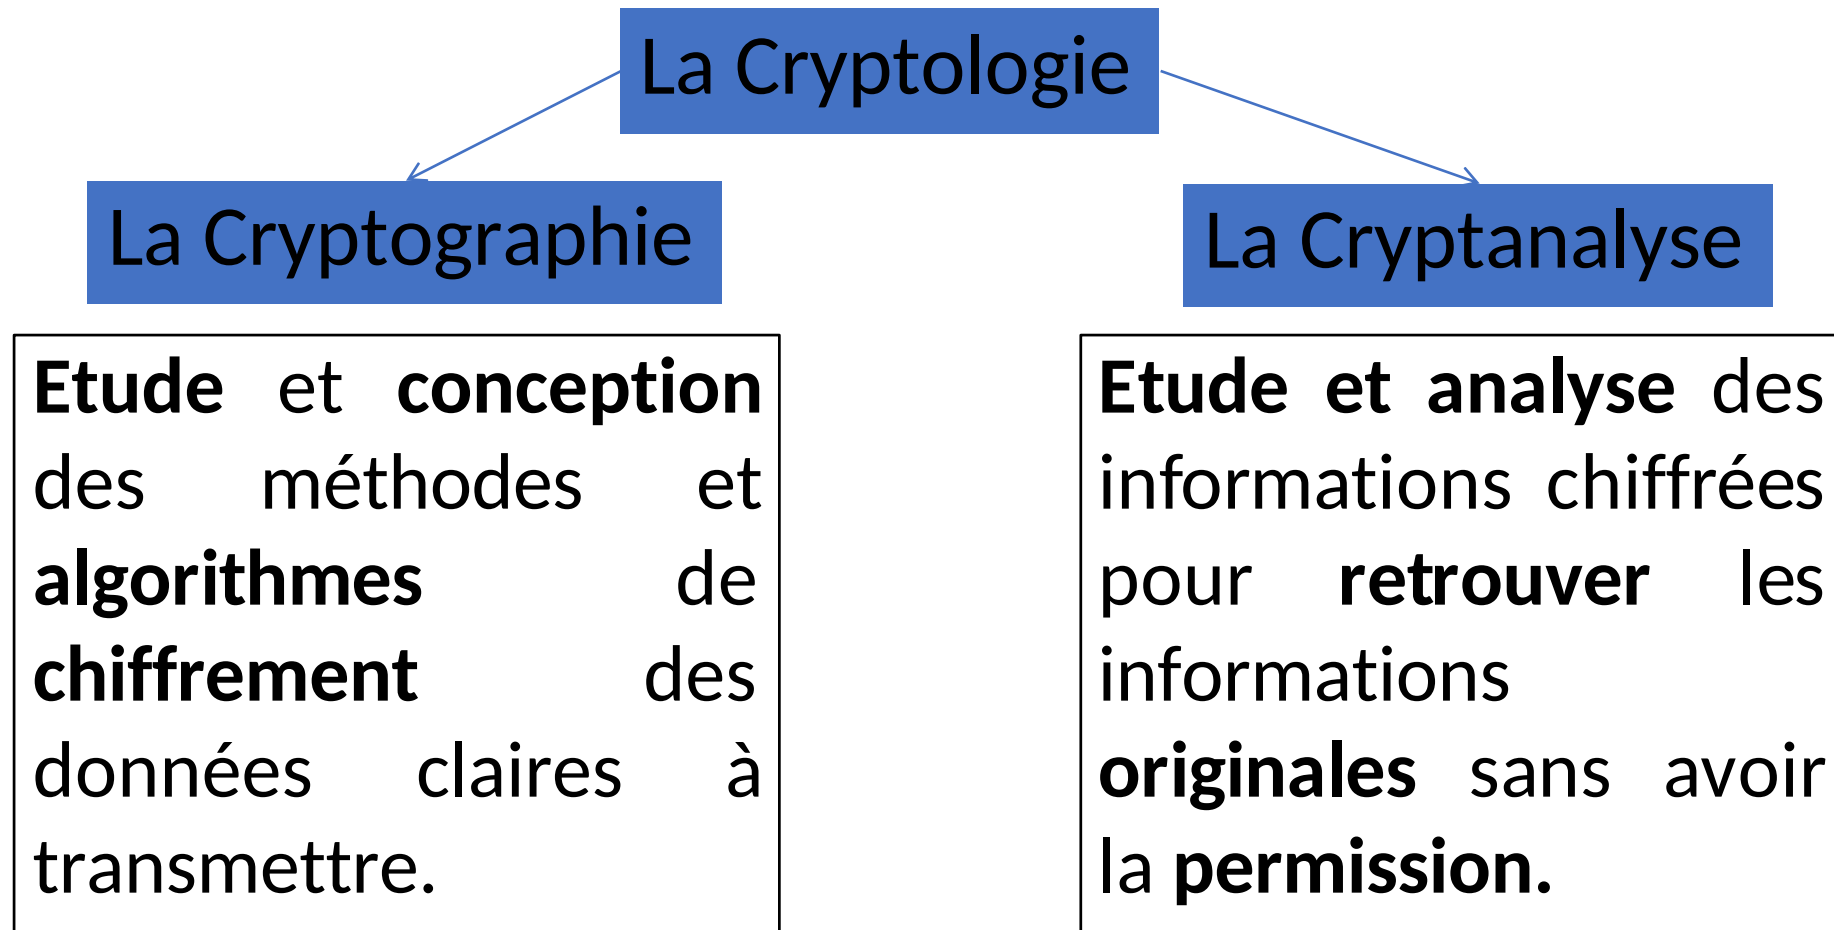 La Cryptologie
La Cryptographie
La Cryptanalyse
Etude et conception
des méthodes et
algorithmes de
chiffrement des
données claires à
transmettre.
Etude et analyse des
informations chiffrées
pour retrouver les
informations
originales sans avoir
la permission.